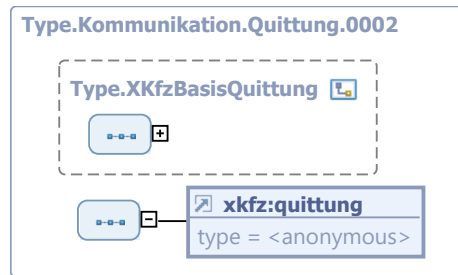 Type.Kommunikation.Quittung.0002
Type.XKfzBasisQuittung
xkfz:quittung
type = <anonymous>